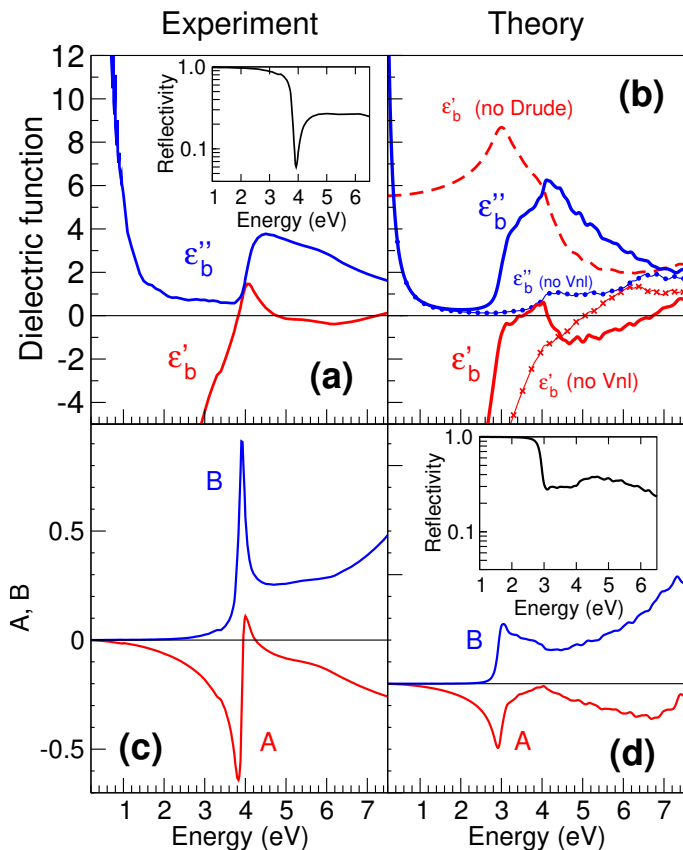 Experiment
Theory
12
10
8
6
4
2
0
-2
-4
Dielectric function
1.0
0.1
Reflectivity
1 2 3 4 5 6
Energy (eV)
ε''b
ε'b
(a)
(b)
ε'b (no Drude)
ε''b
ε''b (no Vnl)
ε'b
ε'b (no Vnl)
0.5
0
-0.5
A, B
B
A
(c)
1.0
0.1
Reflectivity
1 2 3 4 5 6
Energy (eV)
B
A
(d)
1 2 3 4 5 6 7
Energy (eV)
1 2 3 4 5 6 7
Energy (eV)